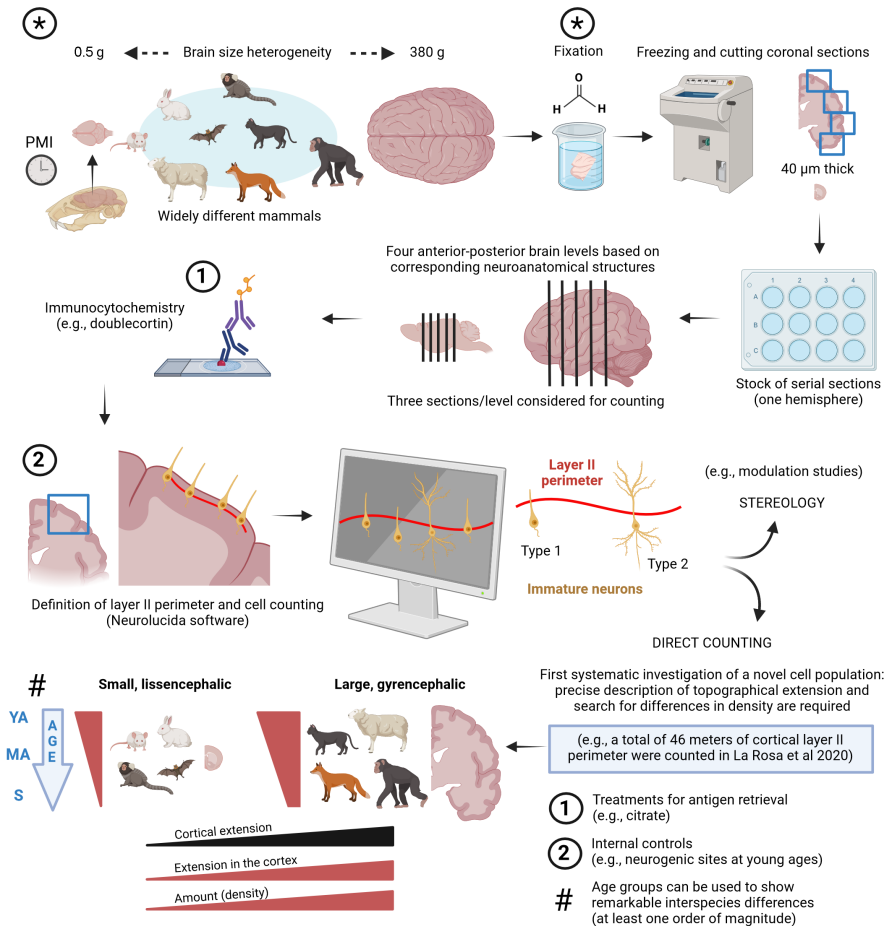 *
*
0.5 g
Brain size heterogeneity
380 g
Fixation
Freezing and cutting coronal sections
O
H
H
PMI
40 µm thick
Widely different mammals
Four anterior-posterior brain levels based on
corresponding neuroanatomical structures
1
Immunocytochemistry
(e.g., doublecortin)
1 2 3 4
A
B
C
Three sections/level considered for counting
Stock of serial sections
(one hemisphere)
2
Layer II
perimeter
(e.g., modulation studies)
STEREOLOGY
Type 1
Type 2
Immature neurons
Definition of layer II perimeter and cell counting
(Neurolucida software)
DIRECT COUNTING
First systematic investigation of a novel cell population:
precise description of topographical extension and
search for differences in density are required
(e.g., a total of 46 meters of cortical layer II
perimeter were counted in La Rosa et al 2020)
#
Small, lissencephalic
Large, gyrencephalic
YA
MA
S
AGE
Cortical extension
Extension in the cortex
Amount (density)
1
Treatments for antigen retrieval
(e.g., citrate)
2
Internal controls
(e.g., neurogenic sites at young ages)
#
Age groups can be used to show
remarkable interspecies differences
(at least one order of magnitude)